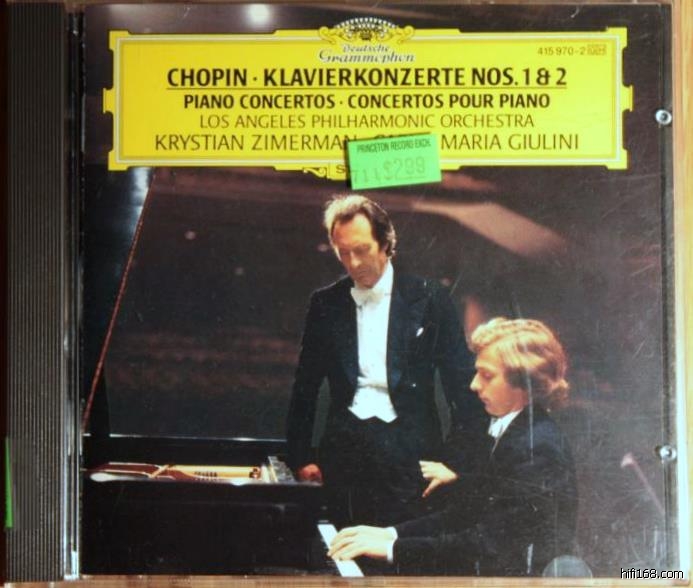 Deutsche
Grammophon
415 970-2
CHOPIN · KLAVIERKONZERTE NOS. 1 & 2
PIANO CONCERTOS · CONCERTOS POUR PIANO
LOS ANGELES PHILHARMONIC ORCHESTRA
KRYSTIAN ZIMERMAN MARIA GIULINI
PRINCETON RECORD EXCH.
$2.99
hifi168.com